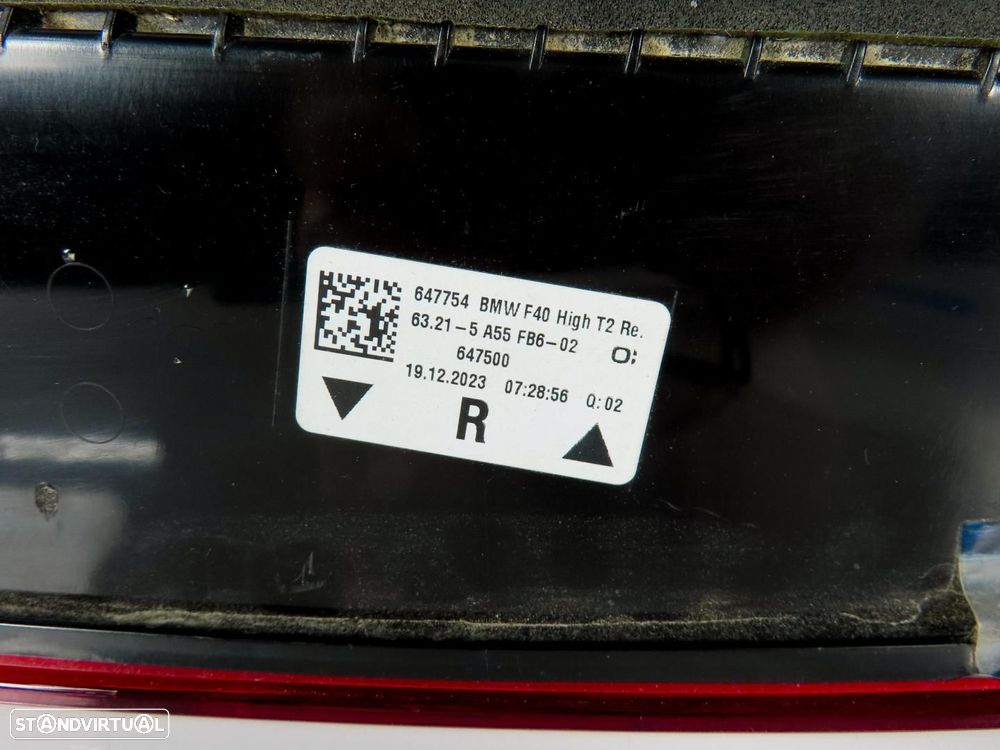 647754 BMW F40 High T2 Re.
63.21-5 A55 FB6-02
647500
19.12.2023 07:28:56 Q:02
R
STANDVIRTUAL